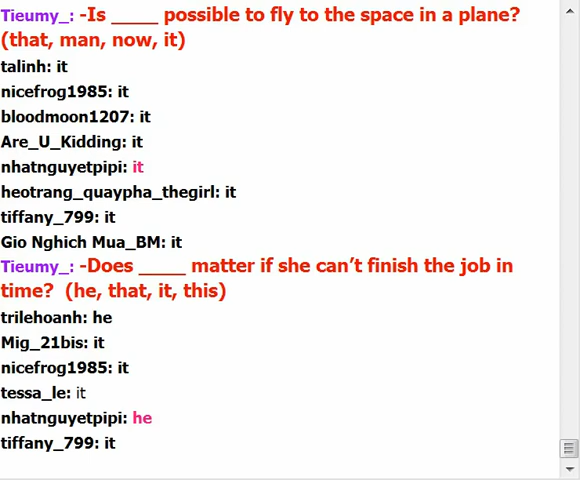 Tieumy_: -Is ____ possible to fly to the space in a plane?
(that, man, now, it)
talinh: it
nicefrog1985: it
bloodmoon1207: it
Are_U_Kidding: it
nhatnguyetpipi: it
heotrang_quaypha_thegirl: it
tiffany_799: it
Gio Nghich Mua_BM: it
Tieumy_: -Does ____ matter if she can’t finish the job in
time?  (he, that, it, this)
trilehoanh: he
Mig_21bis: it
nicefrog1985: it
tessa_le: it
nhatnguyetpipi: he
tiffany_799: it